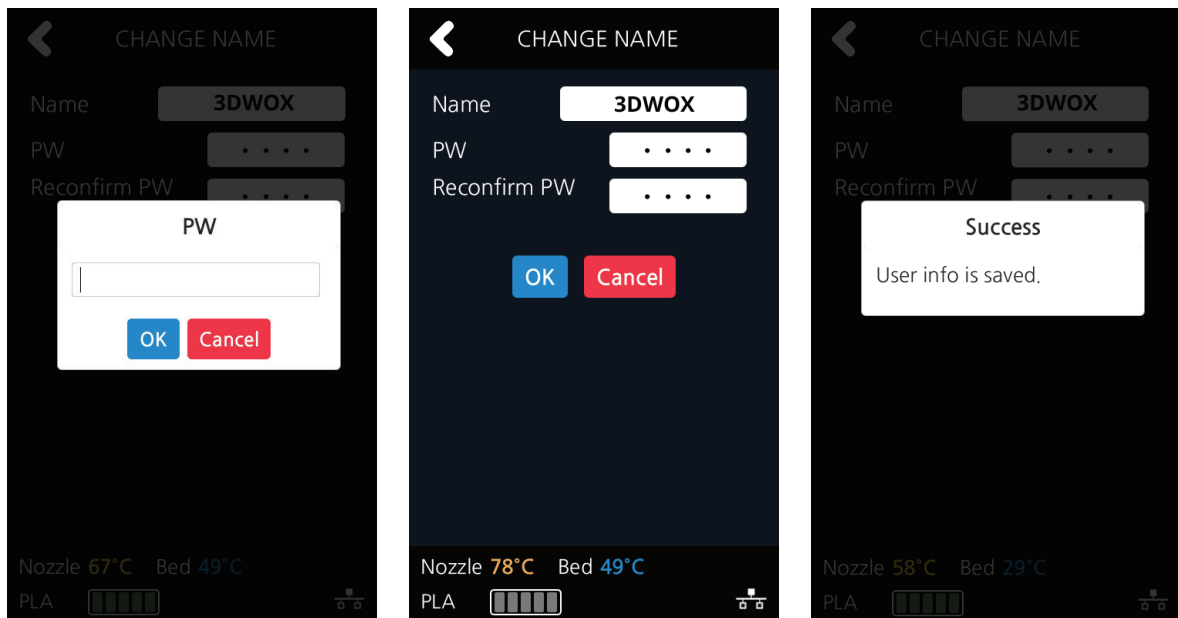 CHANGE NAME
Name 3DWOX
PW • • • •
Reconfirm PW • • • •
PW
OK Cancel
Nozzle 67°C Bed 49°C
PLA
CHANGE NAME
Name 3DWOX
PW • • • •
Reconfirm PW • • • •
OK Cancel
Nozzle 78°C Bed 49°C
PLA
CHANGE NAME
Name 3DWOX
PW • • • •
Reconfirm PW • • • •
Success
User info is saved.
Nozzle 58°C Bed 29°C
PLA